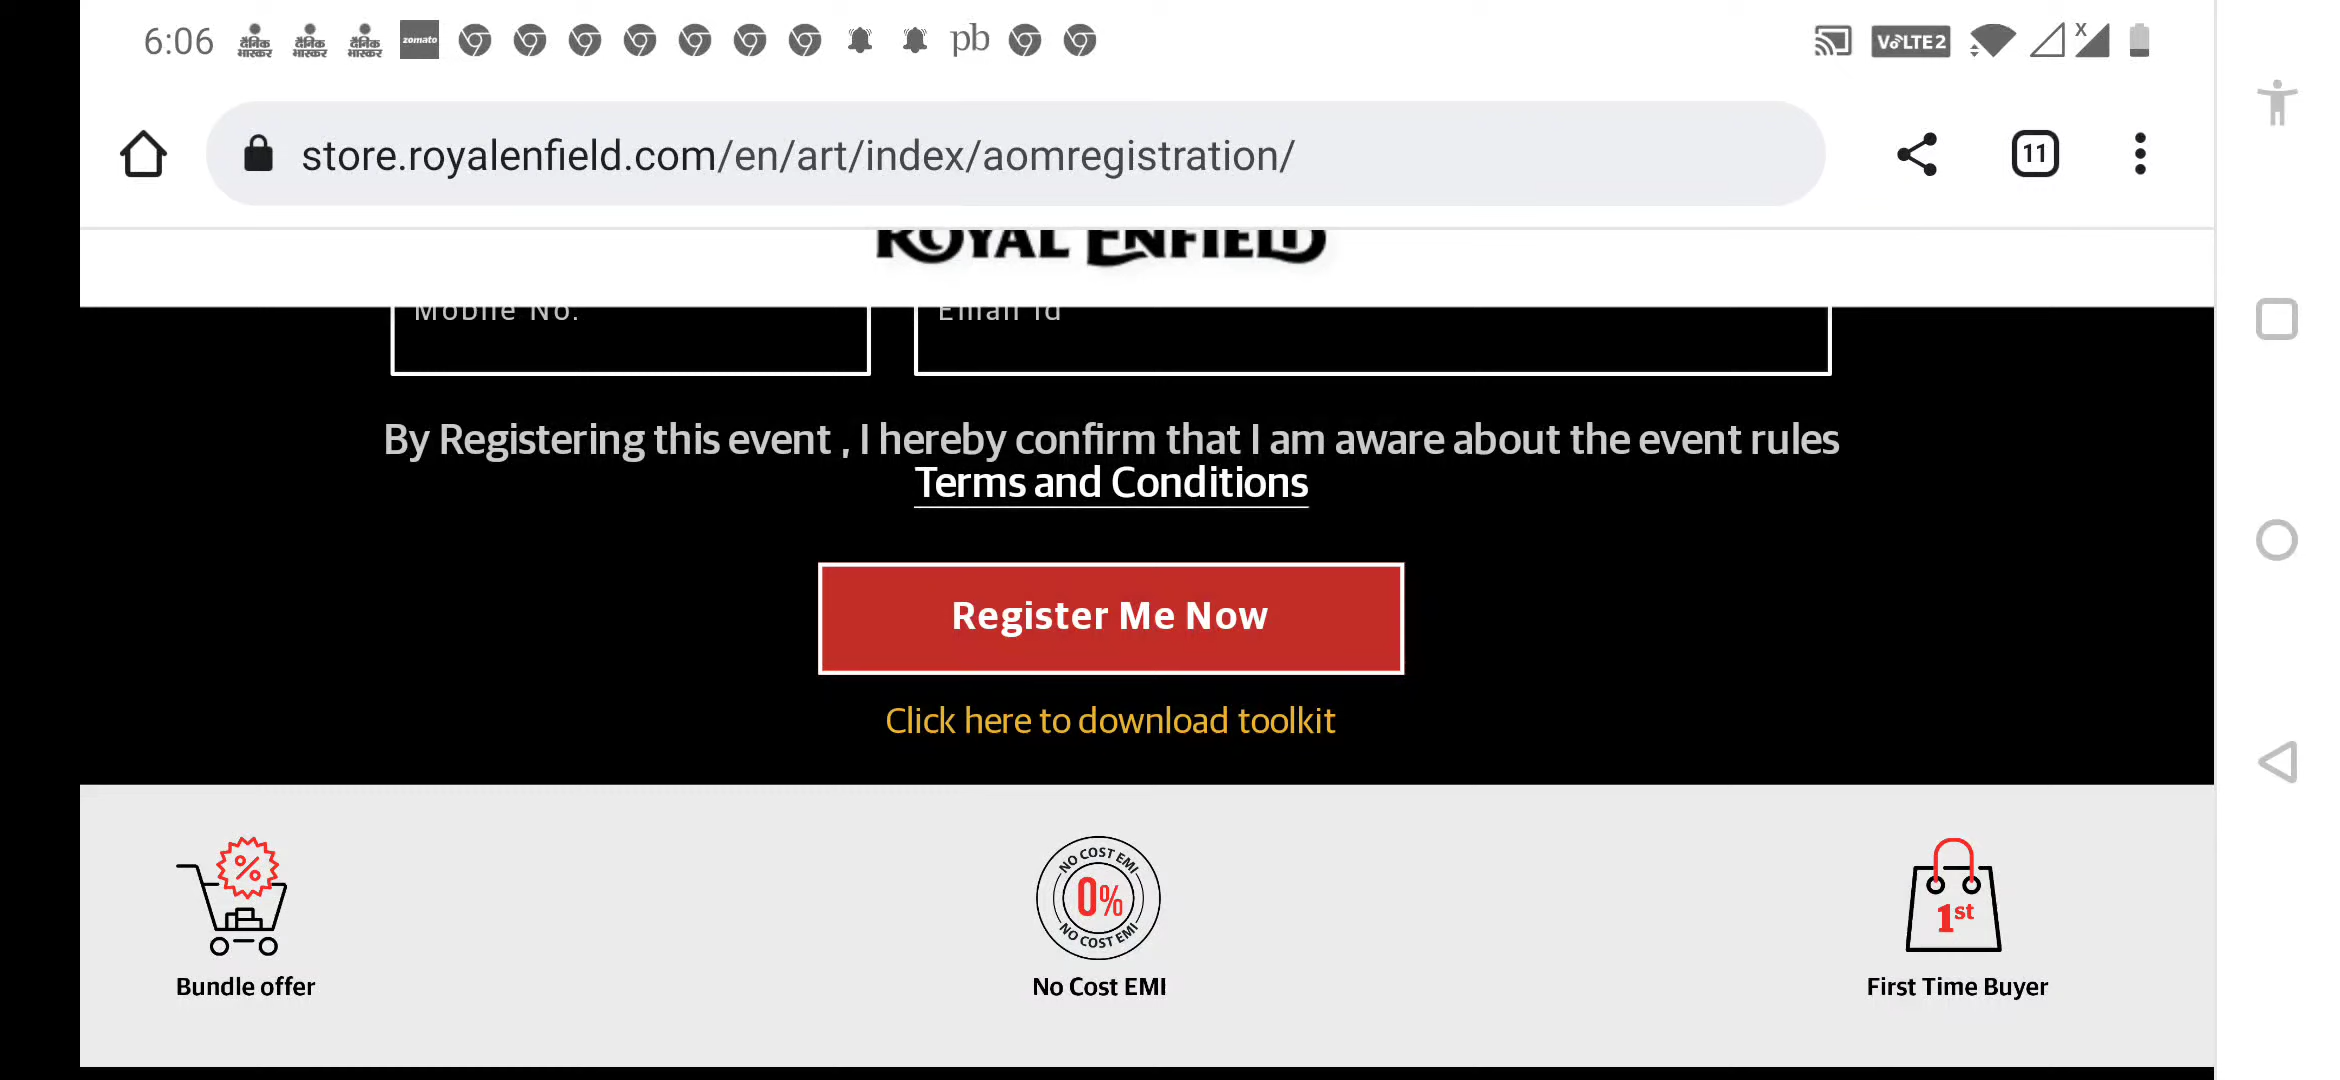 6:06 दैनिक भास्कर दैनिक भास्कर दैनिक भास्कर zomato pb VoLTE2 X
store.royalenfield.com/en/art/index/aomregistration/ 11
ROYAL ENFIELD
Mobile No. Email Id
By Registering this event , I hereby confirm that I am aware about the event rules
Terms and Conditions
Register Me Now
Click here to download toolkit
%
NO COST EMI
0%
NO COST EMI
1st
Bundle offer No Cost EMI First Time Buyer